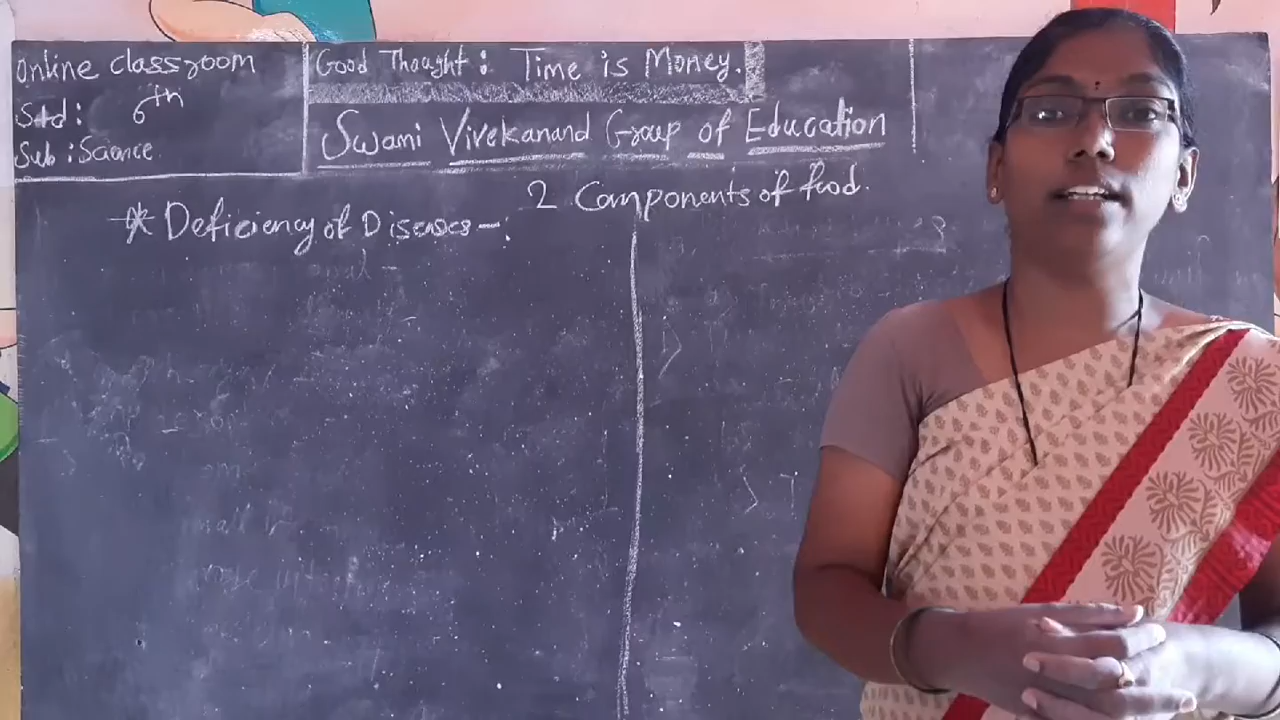 Online classroom
Std : 6th
Sub : Science
Good Thought : Time is Money.
Swami Vivekanand Group of Education
2 Components of food.
* Deficiency of Diseases - :